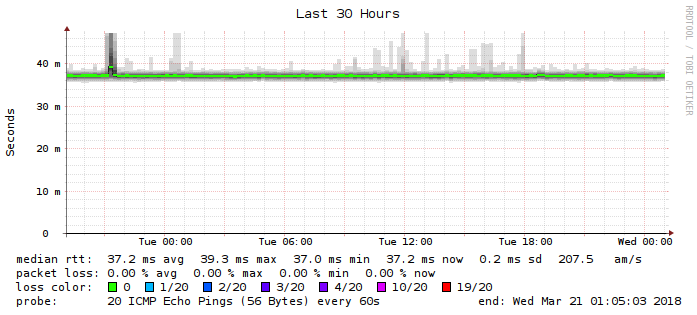 Last 30 Hours
RRDTOOL / TOBI OETIKER
Seconds
40 m
30 m
20 m
10 m
0
Tue 00:00 Tue 06:00 Tue 12:00 Tue 18:00 Wed 00:00
median rtt: 37.2 ms avg 39.3 ms max 37.0 ms min 37.2 ms now 0.2 ms sd 207.5 am/s
packet loss: 0.00 % avg 0.00 % max 0.00 % min 0.00 % now
loss color: 0 1/20 2/20 3/20 4/20 10/20 19/20
probe: 20 ICMP Echo Pings (56 Bytes) every 60s end: Wed Mar 21 01:05:03 2018